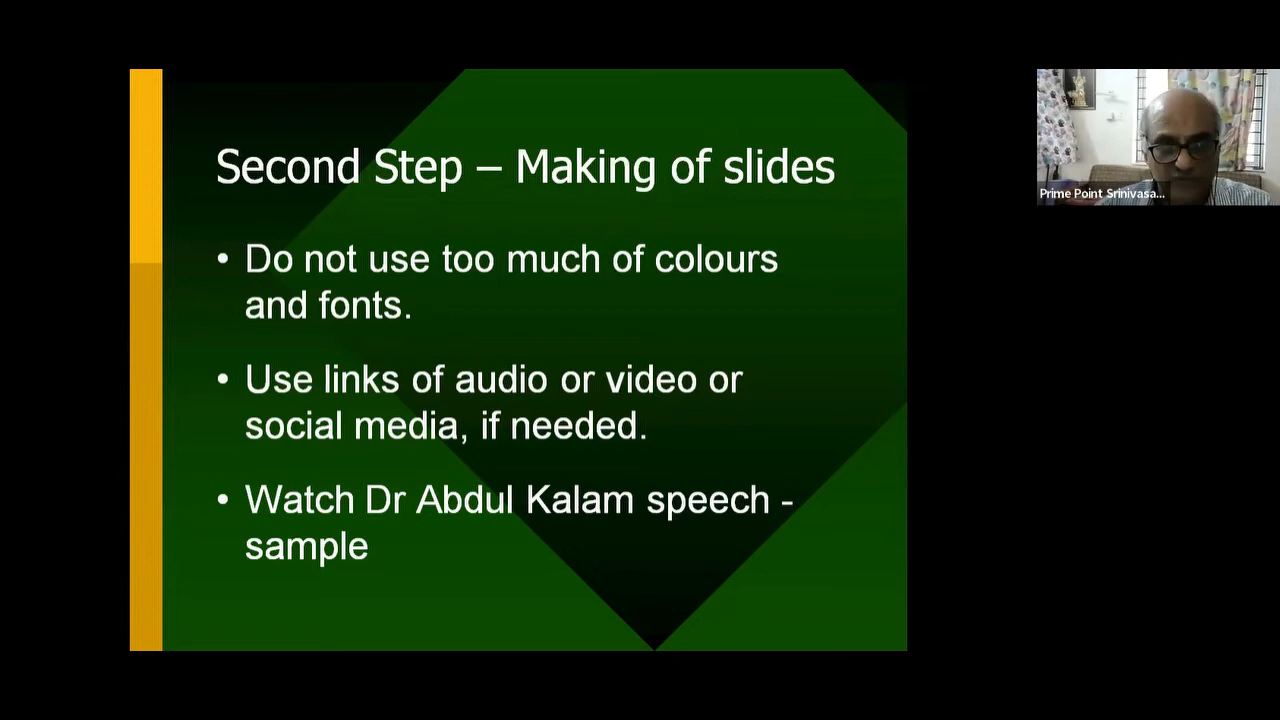 Second Step – Making of slides
• Do not use too much of colours
and fonts.
• Use links of audio or video or
social media, if needed.
• Watch Dr Abdul Kalam speech -
sample
Prime Point Srinivasa...